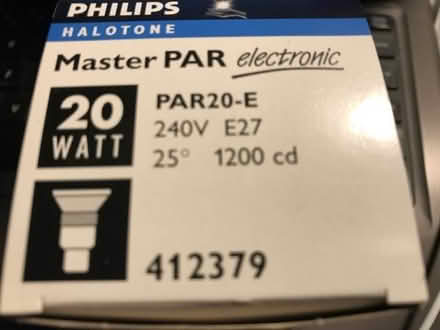 PHILIPS
HALOTONE
Master PAR electronic
20 WATT
PAR20-E
240V E27
25° 1200 cd
412379